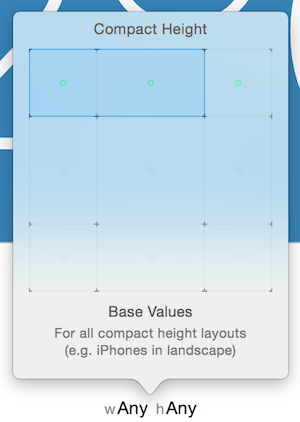 Compact Height
Base Values
For all compact height layouts
(e.g. iPhones in landscape)
wAny hAny